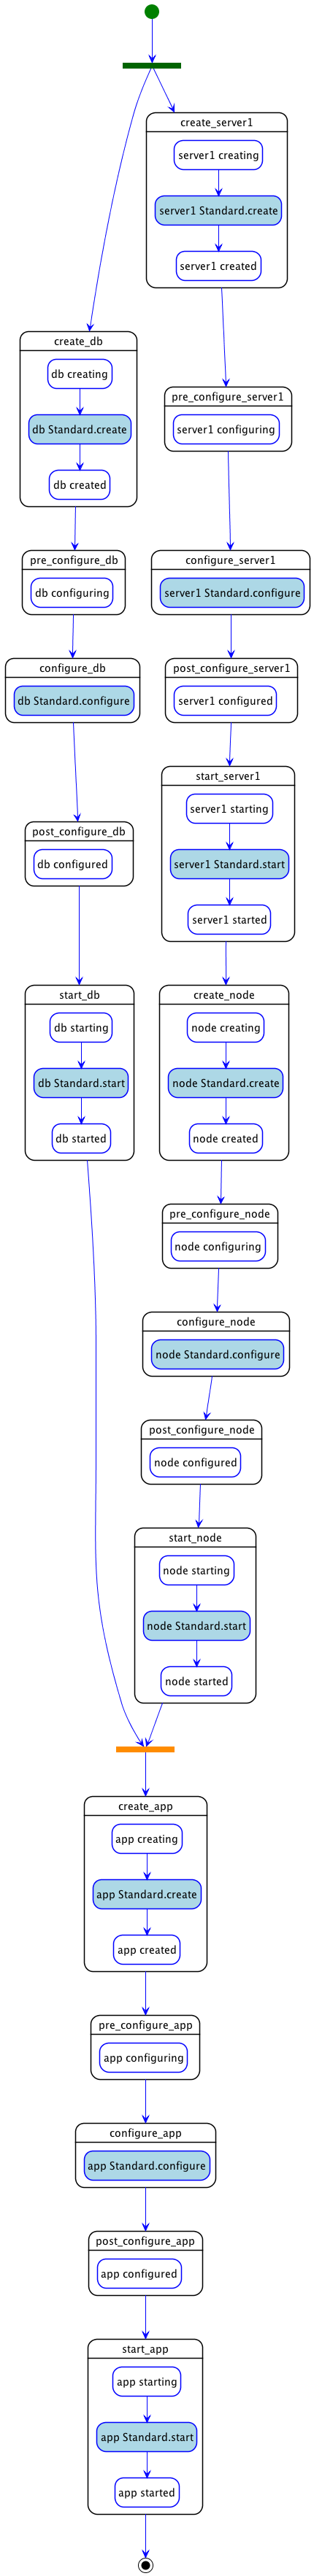 create_server1
server1 creating
server1 Standard.create
server1 created
create_db
db creating
db Standard.create
db created
pre_configure_server1
server1 configuring
pre_configure_db
db configuring
configure_server1
server1 Standard.configure
configure_db
db Standard.configure
post_configure_server1
server1 configured
start_server1
server1 starting
server1 Standard.start
server1 started
post_configure_db
db configured
start_db
db starting
db Standard.start
db started
create_node
node creating
node Standard.create
node created
pre_configure_node
node configuring
configure_node
node Standard.configure
post_configure_node
node configured
start_node
node starting
node Standard.start
node started
create_app
app creating
app Standard.create
app created
pre_configure_app
app configuring
configure_app
app Standard.configure
post_configure_app
app configured
start_app
app starting
app Standard.start
app started